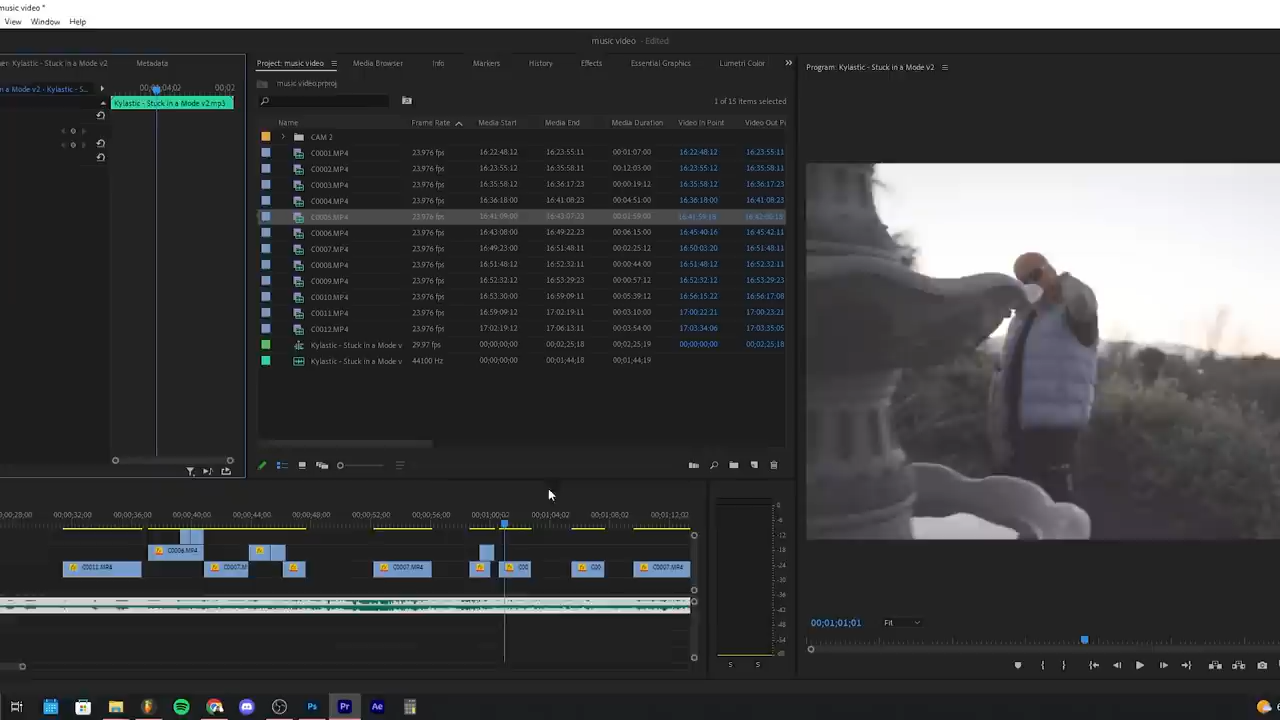 music video *
View Window Help
music video - Edited
Kylastic - Stuck in a Mode v2
Metadata
Project: music video
Media Browser
Info
Markers
History
Effects
Essential Graphics
Lumetri Color
Program: Kylastic - Stuck in a Mode v2
00;02
in a Mode v2 - Kylastic - S...
Kylastic - Stuck in a Mode v2.mp3
music video.prproj
1 of 15 items selected
Name Frame Rate Media Start Media End Media Duration Video In Point Video Out P
CAM 2
C0001.MP4 23.976 fps 16:22:48:12 16:23:55:11 00:01:07:00 16:22:48:12 16:23:55:11
C0002.MP4 23.976 fps 16:23:55:12 16:35:58:11 00:12:03:00 16:23:55:12 16:35:58:11
C0003.MP4 23.976 fps 16:35:58:12 16:36:17:23 00:00:19:12 16:35:58:12 16:36:17:23
C0004.MP4 23.976 fps 16:36:18:00 16:41:08:23 00:04:51:00 16:36:18:00 16:41:08:23
C0005.MP4 23.976 fps 16:41:09:00 16:43:07:23 00:01:59:00
C0006.MP4 23.976 fps 16:43:08:00 16:49:22:23 00:06:15:00 16:45:40:16 16:45:42:11
C0007.MP4 23.976 fps 16:49:23:00 16:51:48:11 00:02:25:12 16:50:03:20 16:51:48:11
C0008.MP4 23.976 fps 16:51:48:12 16:52:32:11 00:00:44:00 16:51:48:12 16:52:32:11
C0009.MP4 23.976 fps 16:52:32:12 16:53:29:23 00:00:57:12 16:52:32:12 16:53:29:23
C0010.MP4 23.976 fps 16:53:30:00 16:59:09:11 00:05:39:12 16:56:15:22 16:56:17:08
C0011.MP4 23.976 fps 16:59:09:12 17:02:19:11 00:03:10:00 17:00:22:21 17:00:23:21
C0012.MP4 23.976 fps 17:02:19:12 17:06:13:11 00:03:54:00 17:03:34:06 17:03:35:05
Kylastic - Stuck in a Mode v 29.97 fps 00;00;00;00 00;02;25;18 00;02;25;19 00;00;00;00 00;02;25;18
Kylastic - Stuck in a Mode v 44100 Hz 00;00;00;00 00;01;44;18 00;01;44;19
00;00;28;00 00;00;32;00 00;00;36;00 00;00;40;00 00;00;44;00 00;00;48;00 00;00;52;00 00;00;56;00 00;01;00;02 00;01;04;02 00;01;08;02 00;01;12;02
C0006.MP4
C0007.M
C0007.MP4
C00
C00
C0007.MP4
0
-6
-12
-18
-24
-30
-36
-42
-48
-54
dB
S S
00;01;01;01 Fit
Ps Pr Ae